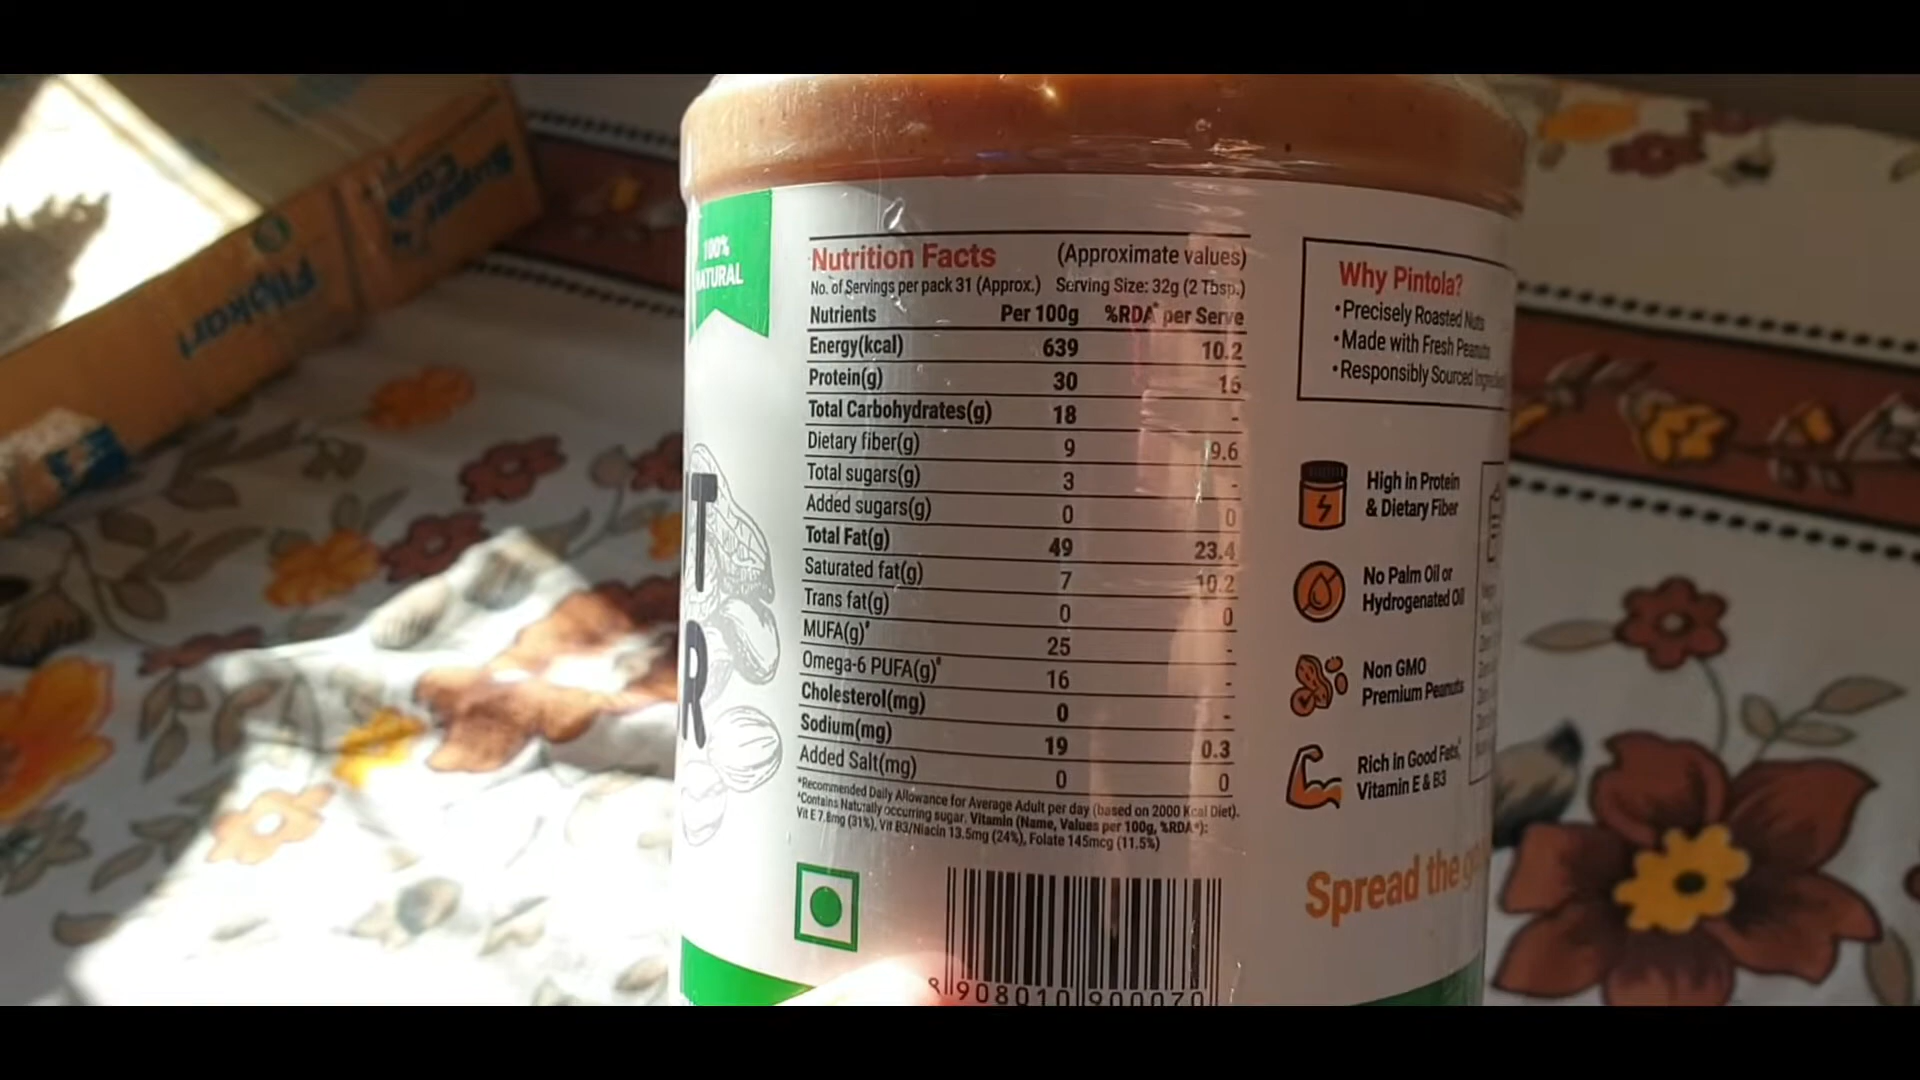 Flipkart
100%
NATURAL
T
R
Nutrition Facts (Approximate values)
No. of Servings per pack 31 (Approx.) Serving Size: 32g (2 Tbsp.)
Nutrients Per 100g %RDA* per Serve
Energy(kcal) 639 10.2
Protein(g) 30 16
Total Carbohydrates(g) 18 -
Dietary fiber(g) 9 9.6
Total sugars(g) 3 -
Added sugars(g) 0 0
Total Fat(g) 49 23.4
Saturated fat(g) 7 10.2
Trans fat(g) 0 0
MUFA(g)# 25 -
Omega-6 PUFA(g)# 16 -
Cholesterol(mg) 0 -
Sodium(mg) 19 0.3
Added Salt(mg) 0 0
*Recommended Daily Allowance for Average Adult per day (based on 2000 Kcal Diet).
#Contains Naturally occurring sugar. Vitamin (Name, Values per 100g, %RDA*):
Vit E 7.8mg (31%), Vit B3/Niacin 13.5mg (24%), Folate 145mcg (11.5%)
8 908010 900070
Why Pintola?
•Precisely Roasted Nuts
•Made with Fresh Peanuts
•Responsibly Sourced
High in Protein
& Dietary Fiber
No Palm Oil or
Hydrogenated Oil
Non GMO
Premium Peanuts
Rich in Good Fats,
Vitamin E & B3
Spread the